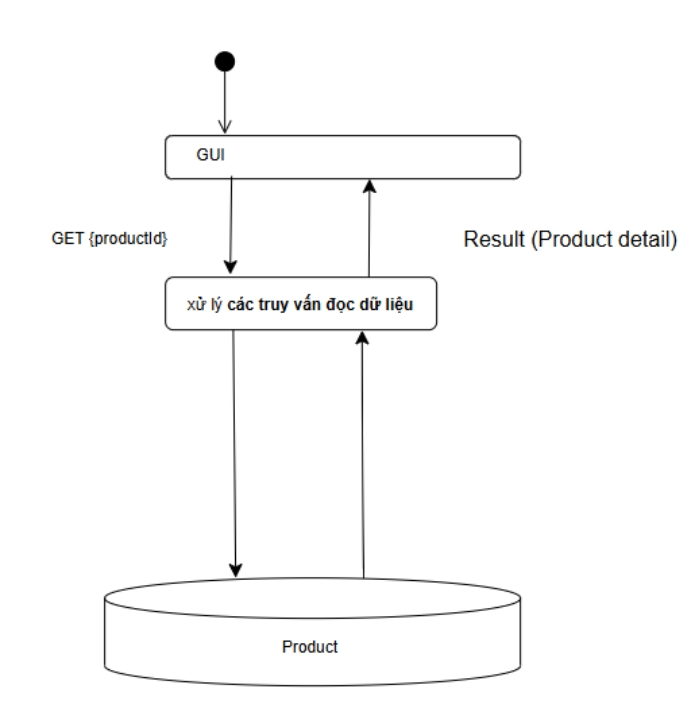 GUI
GET {productId}
Result (Product detail)
xử lý các truy vấn đọc dữ liệu
Product